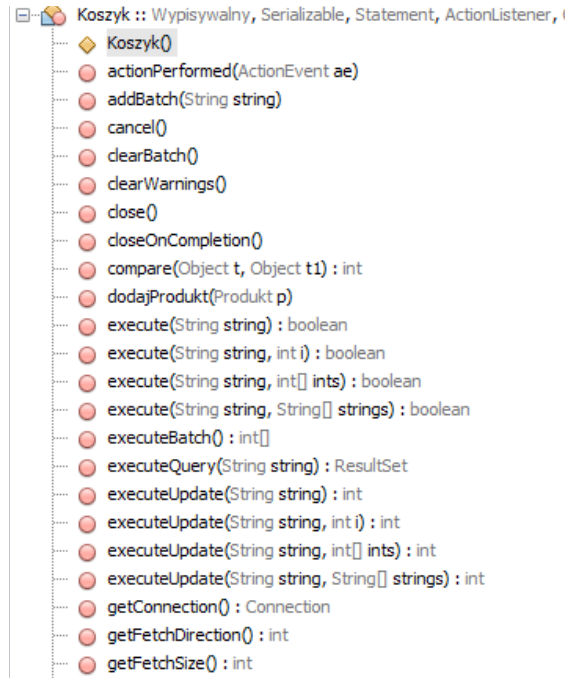 Koszyk :: Wypisywalny, Serializable, Statement, ActionListener,
Koszyk()
actionPerformed(ActionEvent ae)
addBatch(String string)
cancel()
clearBatch()
clearWarnings()
close()
closeOnCompletion()
compare(Object t, Object t1) : int
dodajProdukt(Produkt p)
execute(String string) : boolean
execute(String string, int i) : boolean
execute(String string, int[] ints) : boolean
execute(String string, String[] strings) : boolean
executeBatch() : int[]
executeQuery(String string) : ResultSet
executeUpdate(String string) : int
executeUpdate(String string, int i) : int
executeUpdate(String string, int[] ints) : int
executeUpdate(String string, String[] strings) : int
getConnection() : Connection
getFetchDirection() : int
getFetchSize() : int